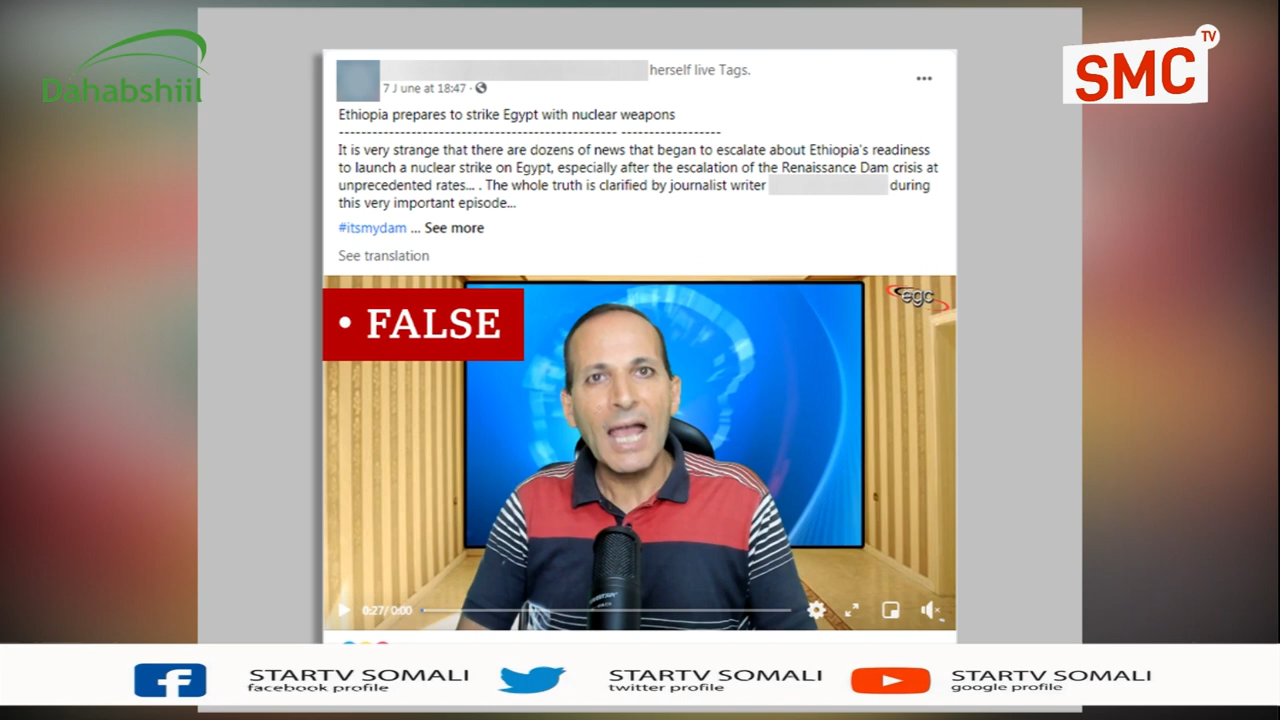 Dahabshiil
SMC TV
herself live Tags.
7 J une at 18:47 ·
Ethiopia prepares to strike Egypt with nuclear weapons
------------------------------------------------- -----------------
It is very strange that there are dozens of news that began to escalate about Ethiopia's readiness
to launch a nuclear strike on Egypt, especially after the escalation of the Renaissance Dam crisis at
unprecedented rates... . The whole truth is clarified by journalist writer during
this very important episode...
#itsmydam ... See more
See translation
• FALSE
egc
0:27/0:00
STARTV SOMALI
facebook profile
STARTV SOMALI
twitter profile
STARTV SOMALI
google profile